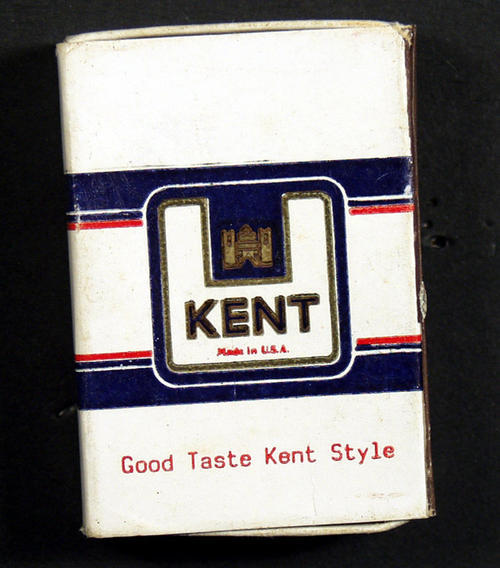 KENT
Made in U.S.A.
Good Taste Kent Style